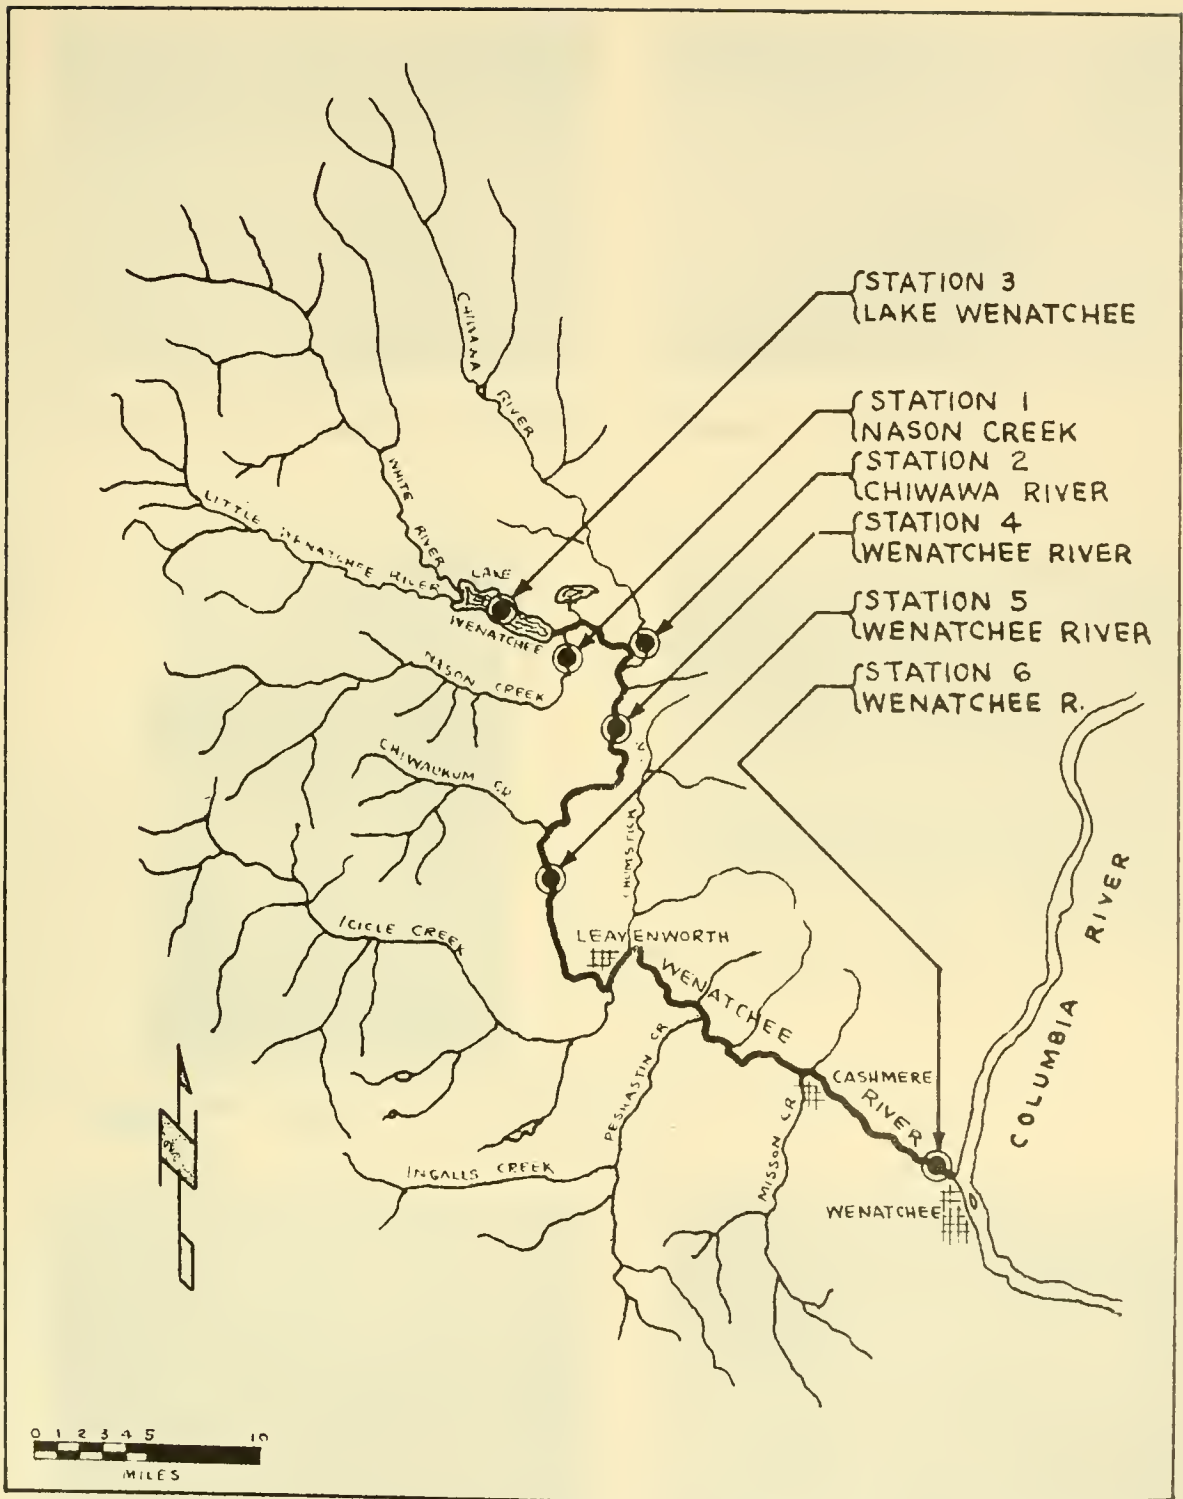 STATION 3
LAKE WENATCHEE
STATION 1
NASON CREEK
STATION 2
CHIWAWA RIVER
STATION 4
WENATCHEE RIVER
STATION 5
WENATCHEE RIVER
STATION 6
WENATCHEE R.
CHIWAWA RIVER
WHITE RIVER
LITTLE WENATCHEE RIVER
LAKE
WENATCHEE
NASON CREEK
CHIWAUKUM CR
CHUMSTICK
ICICLE CREEK
LEAVENWORTH
WENATCHEE
RIVER
PESHASTIN CR
CASHMERE
COLUMBIA RIVER
INGALLS CREEK
MISSON CR
WENATCHEE
0 1 2 3 4 5 10
MILES